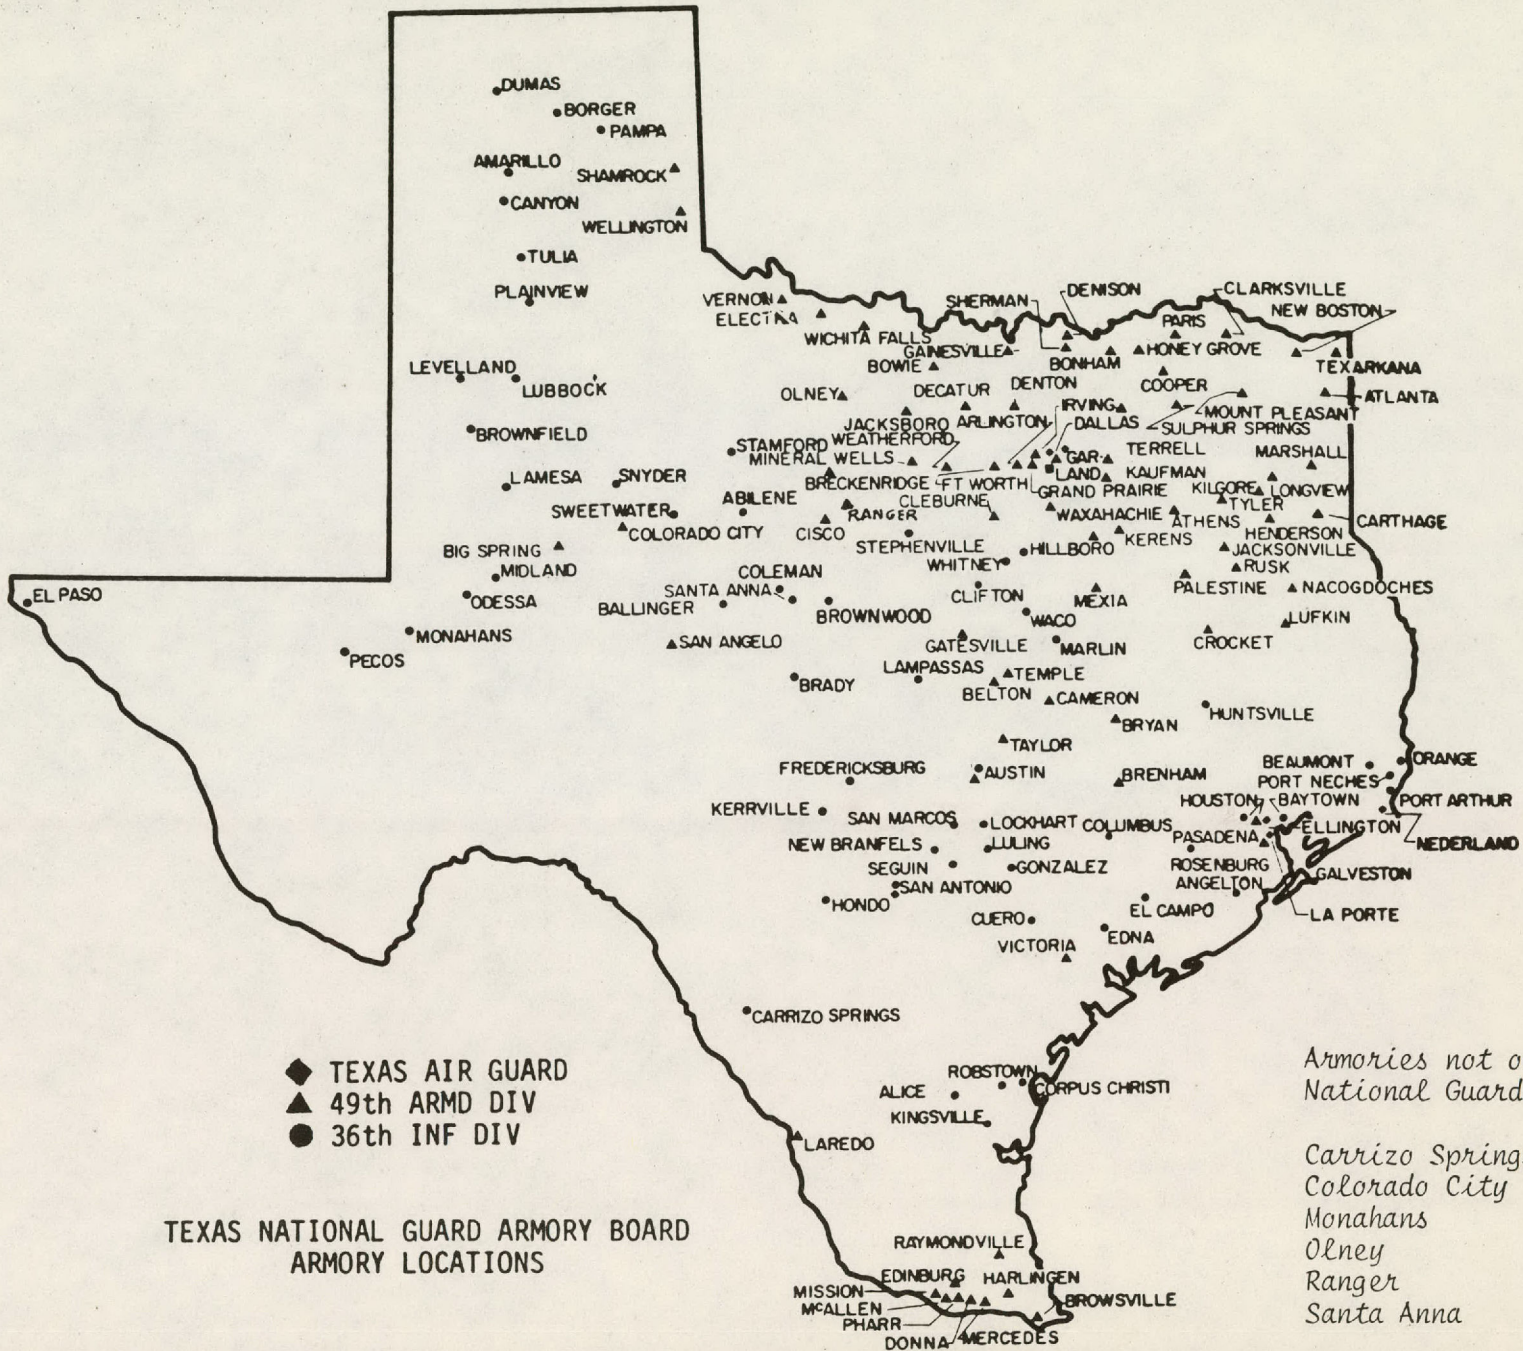 DUMAS
BORGER
PAMPA
AMARILLO
SHAMROCK
CANYON
WELLINGTON
TULIA
PLAINVIEW
VERNON
ELECTRA
WICHITA FALLS
SHERMAN
DENISON
CLARKSVILLE
NEW BOSTON
PARIS
GAINESVILLE
BONHAM
HONEY GROVE
TEXARKANA
BOWIE
LEVELLAND
LUBBOCK
OLNEY
DECATUR
DENTON
COOPER
ATLANTA
IRVING
MOUNT PLEASANT
JACKSBORO
ARLINGTON
DALLAS
SULPHUR SPRINGS
BROWNFIELD
STAMFORD
WEATHERFORD
MINERAL WELLS
GAR-
LAND
TERRELL
MARSHALL
LAMESA
SNYDER
BRECKENRIDGE
FT WORTH
KAUFMAN
GRAND PRAIRIE
KILGORE
LONGVIEW
ABILENE
CLEBURNE
TYLER
SWEETWATER
RANGER
WAXAHACHIE
ATHENS
CARTHAGE
COLORADO CITY
CISCO
HENDERSON
STEPHENVILLE
HILLBORO
KERENS
JACKSONVILLE
BIG SPRING
WHITNEY
RUSK
MIDLAND
COLEMAN
SANTA ANNA
EL PASO
ODESSA
BALLINGER
BROWNWOOD
CLIFTON
MEXIA
PALESTINE
NACOGDOCHES
WACO
LUFKIN
MONAHANS
SAN ANGELO
GATESVILLE
MARLIN
CROCKET
PECOS
LAMPASSAS
TEMPLE
BRADY
BELTON
CAMERON
HUNTSVILLE
BRYAN
TAYLOR
FREDERICKSBURG
AUSTIN
BRENHAM
BEAUMONT
ORANGE
PORT NECHES
HOUSTON
BAYTOWN
PORT ARTHUR
KERRVILLE
SAN MARCOS
LOCKHART
COLUMBUS
PASADENA
ELLINGTON
NEDERLAND
NEW BRANFELS
LULING
SEGUIN
GONZALEZ
ROSENBURG
GALVESTON
SAN ANTONIO
ANGELTON
HONDO
EL CAMPO
LA PORTE
CUERO
EDNA
VICTORIA
CARRIZO SPRINGS
ROBSTOWN
CORPUS CHRISTI
ALICE
KINGSVILLE
LAREDO
RAYMONDVILLE
EDINBURG
HARLINGEN
MISSION
McALLEN
BROWSVILLE
PHARR
DONNA
MERCEDES
TEXAS AIR GUARD
49th ARMD DIV
36th INF DIV
TEXAS NATIONAL GUARD ARMORY BOARD
ARMORY LOCATIONS
Armories not o
National Guard
Carrizo Spring
Colorado City
Monahans
Olney
Ranger
Santa Anna